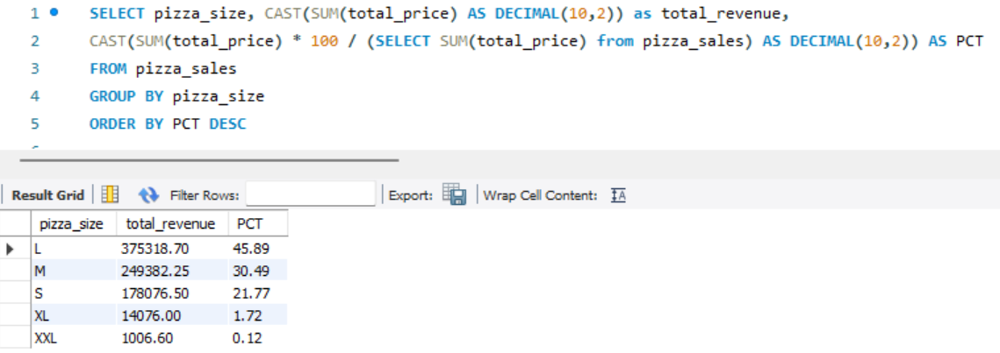 1 SELECT pizza_size, CAST(SUM(total_price) AS DECIMAL(10,2)) as total_revenue,
2 CAST(SUM(total_price) * 100 / (SELECT SUM(total_price) from pizza_sales) AS DECIMAL(10,2)) AS PCT
3 FROM pizza_sales
4 GROUP BY pizza_size
5 ORDER BY PCT DESC
Result Grid Filter Rows: Export: Wrap Cell Content: IA
pizza_size total_revenue PCT
L 375318.70 45.89
M 249382.25 30.49
S 178076.50 21.77
XL 14076.00 1.72
XXL 1006.60 0.12